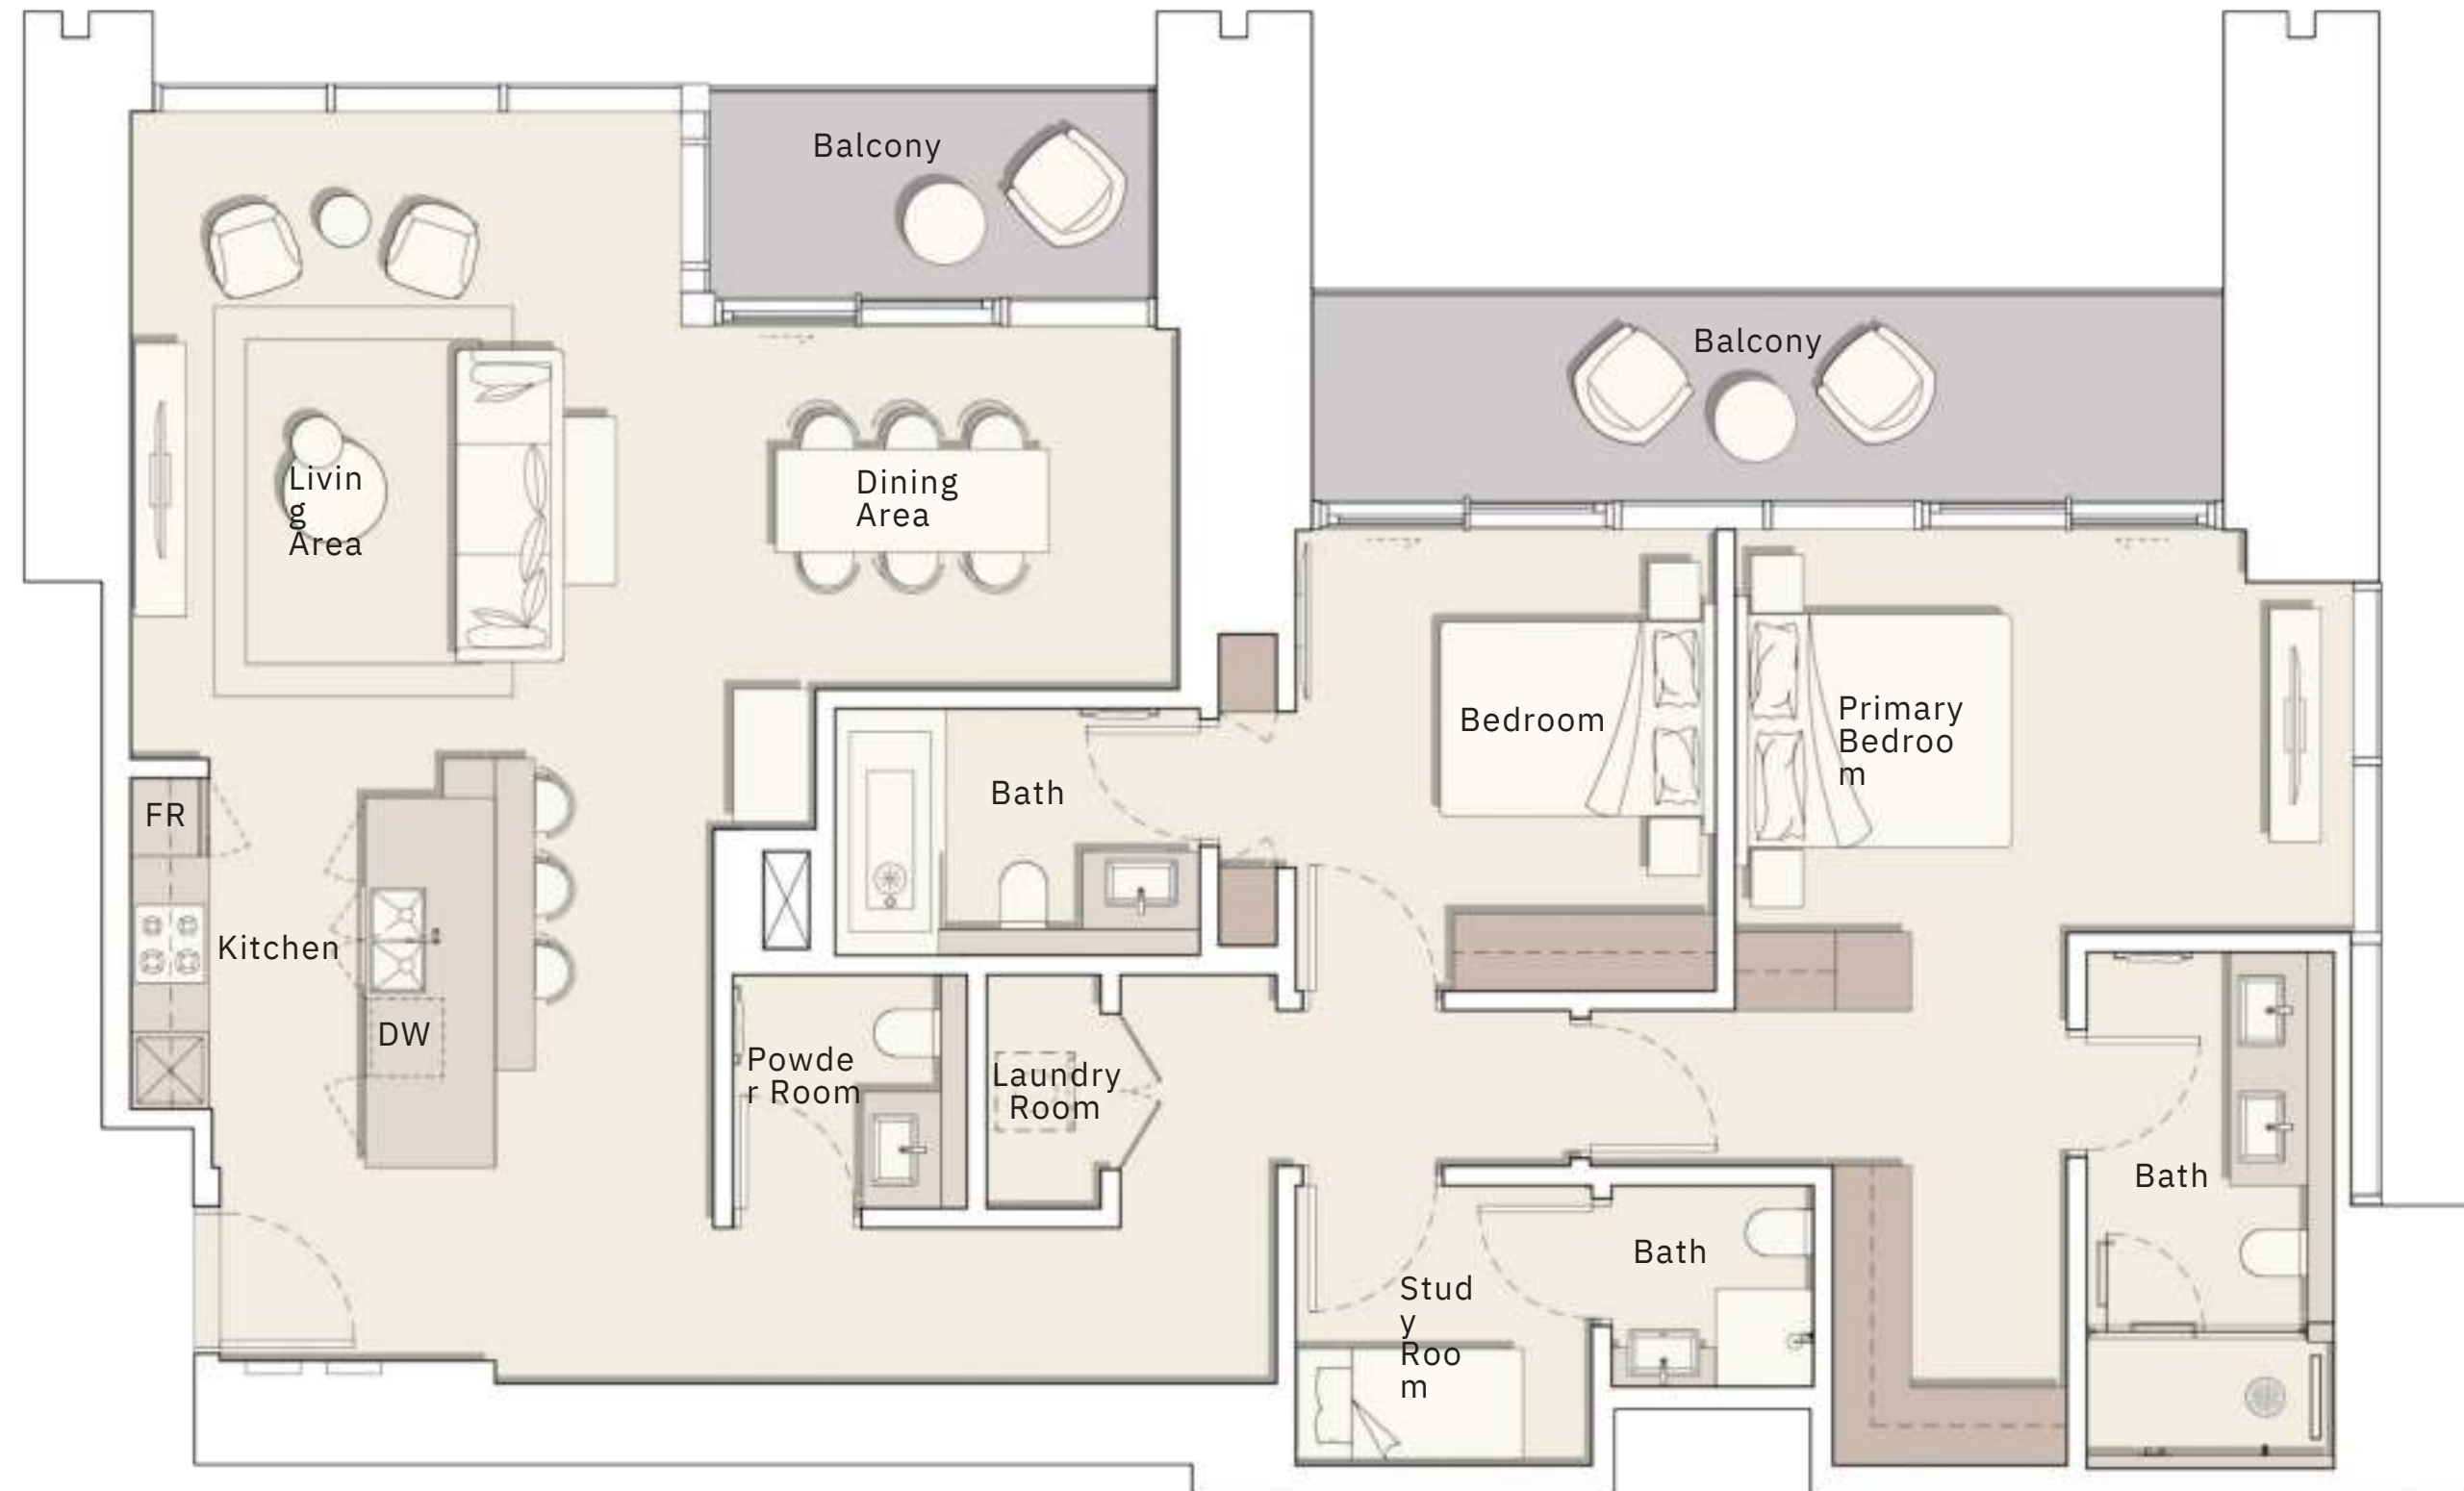 Balcony
Balcony
Livin
g
Area
Dining
Area
Bedroom
Primary
Bedroo
m
Bath
FR
Kitchen
DW
Powde
r Room
Laundry
Room
Bath
Bath
Stud
y
Roo
m